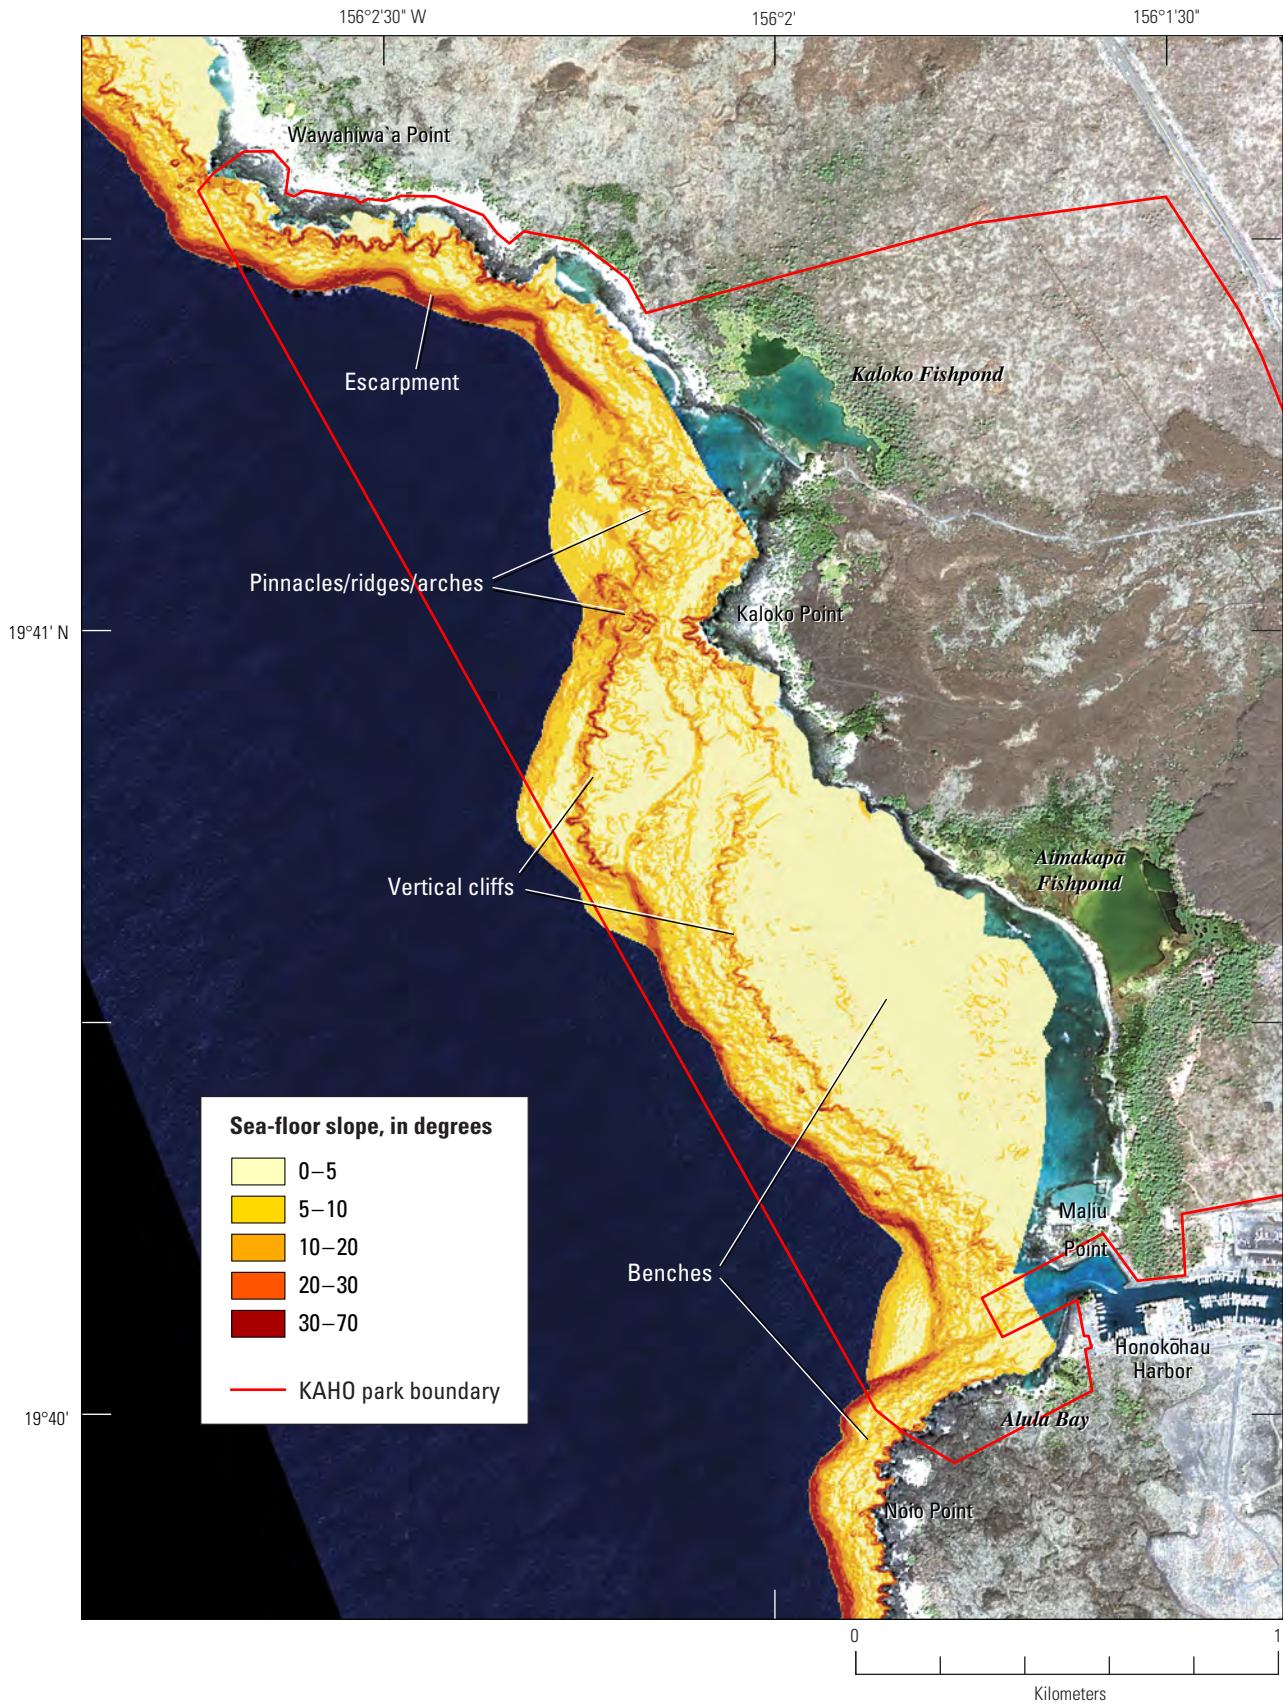 156°2'30" W
156°2'
156°1'30"
Wawahiwa`a Point
Escarpment
Kaloko Fishpond
Pinnacles/ridges/arches
Kaloko Point
19°41' N
Vertical cliffs
`Aimakapā
Fishpond
Sea-floor slope, in degrees
0–5
5–10
10–20
20–30
30–70
KAHO park boundary
Maliu
Point
Benches
Honokōhau
Harbor
19°40'
Alula Bay
Noio Point
0
1
Kilometers